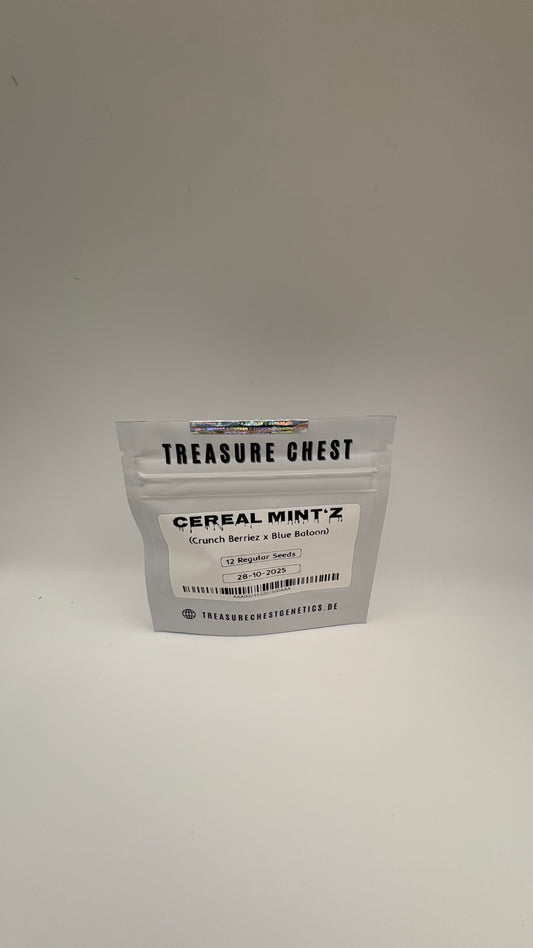 TREASURE CHEST
CEREAL MINT'Z
(Crunch Berriez x Blue Baloon)
12 Regular Seeds
28-10-2025
TREASURECHESTGENETICS.DE